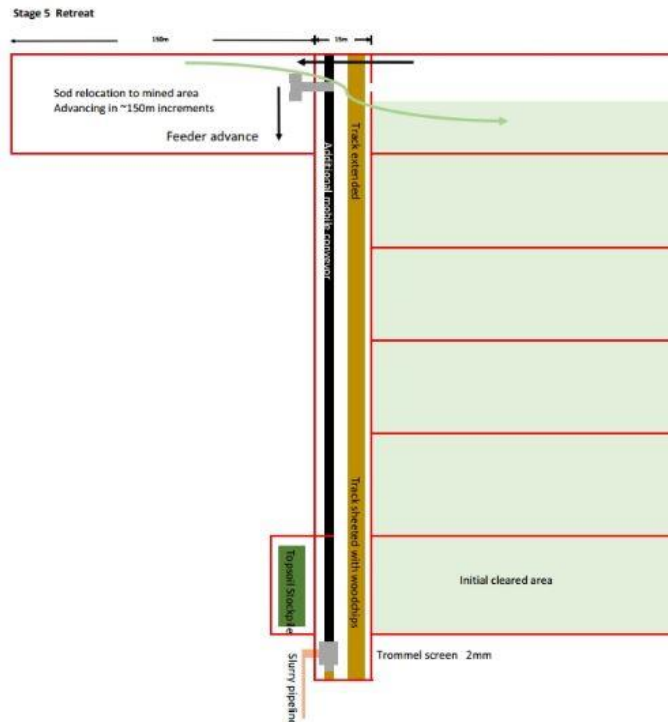 Stage 5 Retreat
150m
15m
Sod relocation to mined area
Advancing in ~150m increments
Feeder advance
Additional mobile conveyor
Track extended
Track sheeted with woodchips
Topsoil Stockpile
Initial cleared area
Slurry pipeline
Trommel screen 2mm